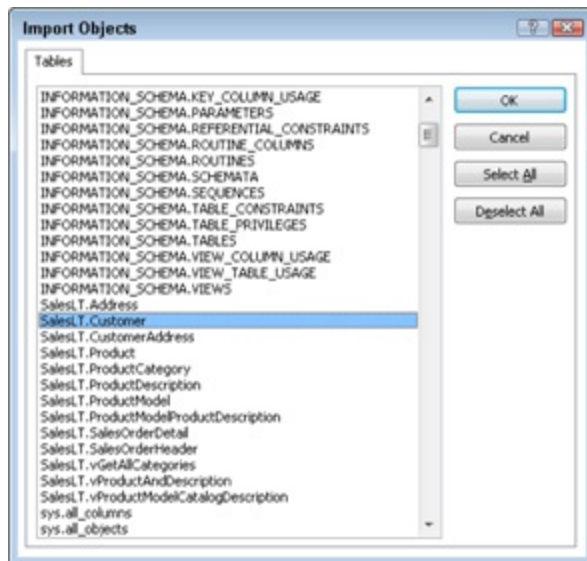 Import Objects
Tables
INFORMATION_SCHEMA.KEY_COLUMN_USAGE
INFORMATION_SCHEMA.PARAMETERS
INFORMATION_SCHEMA.REFERENTIAL_CONSTRAINTS
INFORMATION_SCHEMA.ROUTINE_COLUMNS
INFORMATION_SCHEMA.ROUTINES
INFORMATION_SCHEMA.SCHEMATA
INFORMATION_SCHEMA.SEQUENCES
INFORMATION_SCHEMA.TABLE_CONSTRAINTS
INFORMATION_SCHEMA.TABLE_PRIVILEGES
INFORMATION_SCHEMA.TABLES
INFORMATION_SCHEMA.VIEW_COLUMN_USAGE
INFORMATION_SCHEMA.VIEW_TABLE_USAGE
INFORMATION_SCHEMA.VIEWS
SalesLT.Address
SalesLT.Customer
SalesLT.CustomerAddress
SalesLT.Product
SalesLT.ProductCategory
SalesLT.ProductDescription
SalesLT.ProductModel
SalesLT.ProductModelProductDescription
SalesLT.SalesOrderDetail
SalesLT.SalesOrderHeader
SalesLT.vGetAllCategories
SalesLT.vProductAndDescription
SalesLT.vProductModelCatalogDescription
sys.all_columns
sys.all_objects
OK
Cancel
Select All
Deselect All